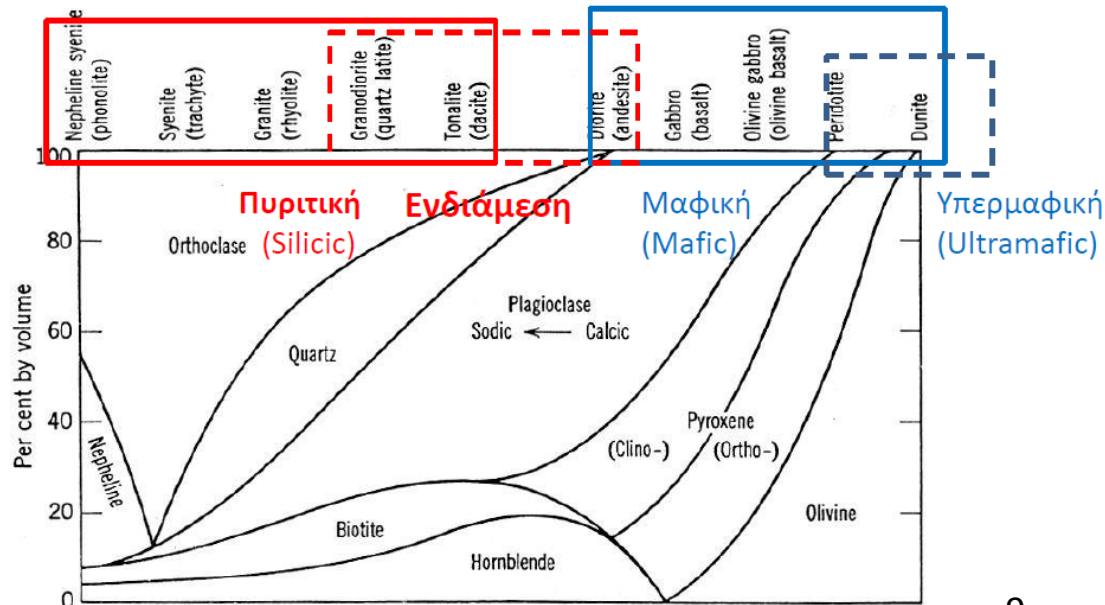 Nepheline syenite
(phonolite)
Syenite
(trachyte)
Granite
(rhyolite)
Granodiorite
(quartz latite)
Tonalite
(dacite)
Diorite
(andesite)
Gabbro
(basalt)
Olivine gabbro
(olivine basalt)
Peridotite
Dunite
100
80
60
40
20
0
Per cent by volume
Πυριτική
(Silicic)
Ενδιάμεση
Μαφική
(Mafic)
Υπερμαφική
(Ultramafic)
Orthoclase
Plagioclase
Sodic ← Calcic
Quartz
Nepheline
Pyroxene
(Clino-)
(Ortho-)
Olivine
Biotite
Hornblende